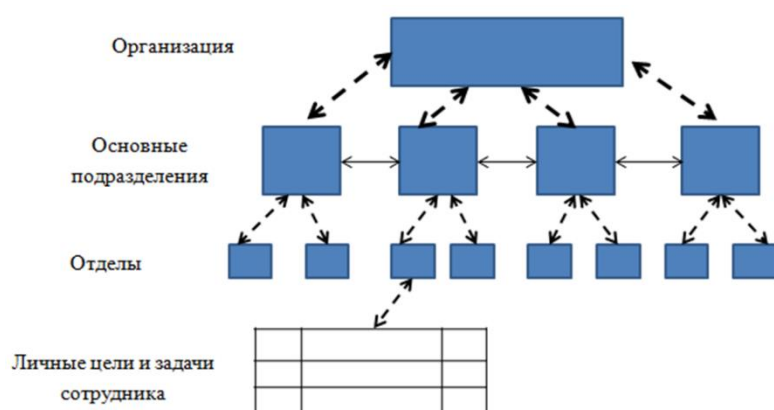 Организация
Основные
подразделения
Отделы
Личные цели и задачи
сотрудника